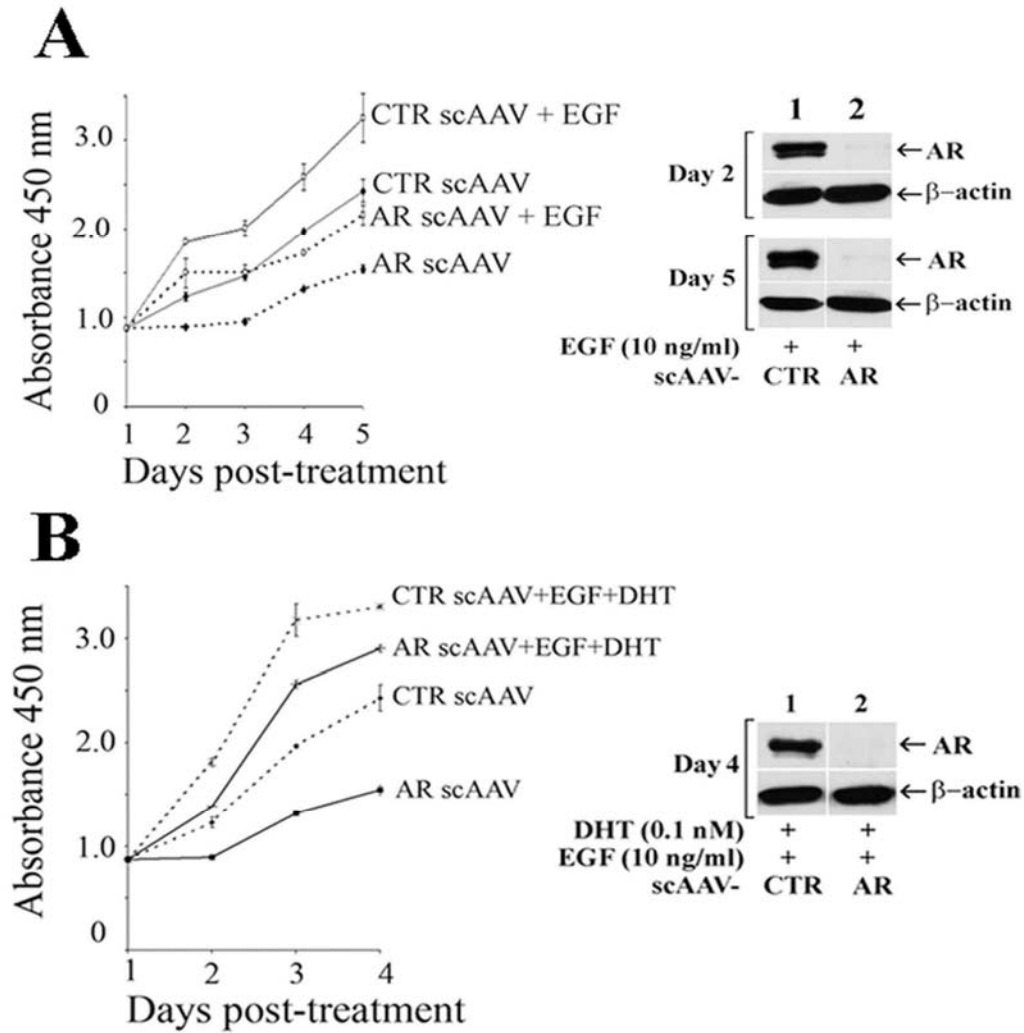 A
Absorbance 450 nm
3.0
2.0
1.0
0
1 2 3 4 5
Days post-treatment
CTR scAAV + EGF
CTR scAAV
AR scAAV + EGF
AR scAAV
1 2
Day 2
←AR
←β−actin
Day 5
←AR
←β−actin
EGF (10 ng/ml) + +
scAAV- CTR AR
B
Absorbance 450 nm
3.0
2.0
1.0
0
1 2 3 4
Days post-treatment
CTR scAAV+EGF+DHT
AR scAAV+EGF+DHT
CTR scAAV
AR scAAV
1 2
Day 4
←AR
←β−actin
DHT (0.1 nM) + +
EGF (10 ng/ml) + +
scAAV- CTR AR